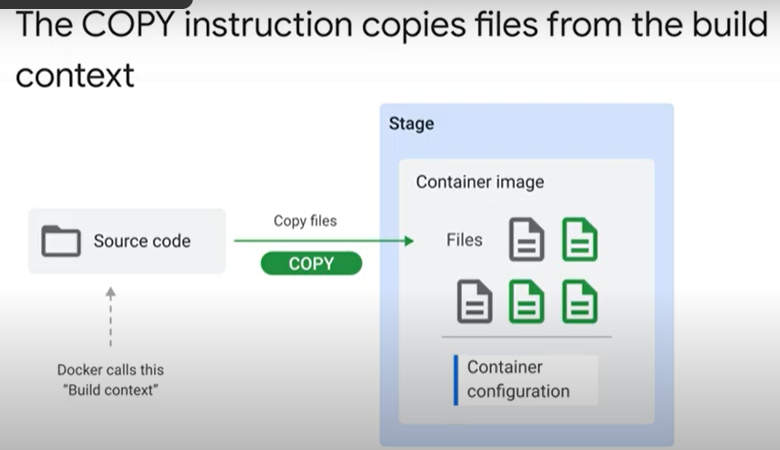 The COPY instruction copies files from the build
context
Stage
Container image
Copy files
Source code
COPY
Files
Docker calls this
"Build context"
Container
configuration